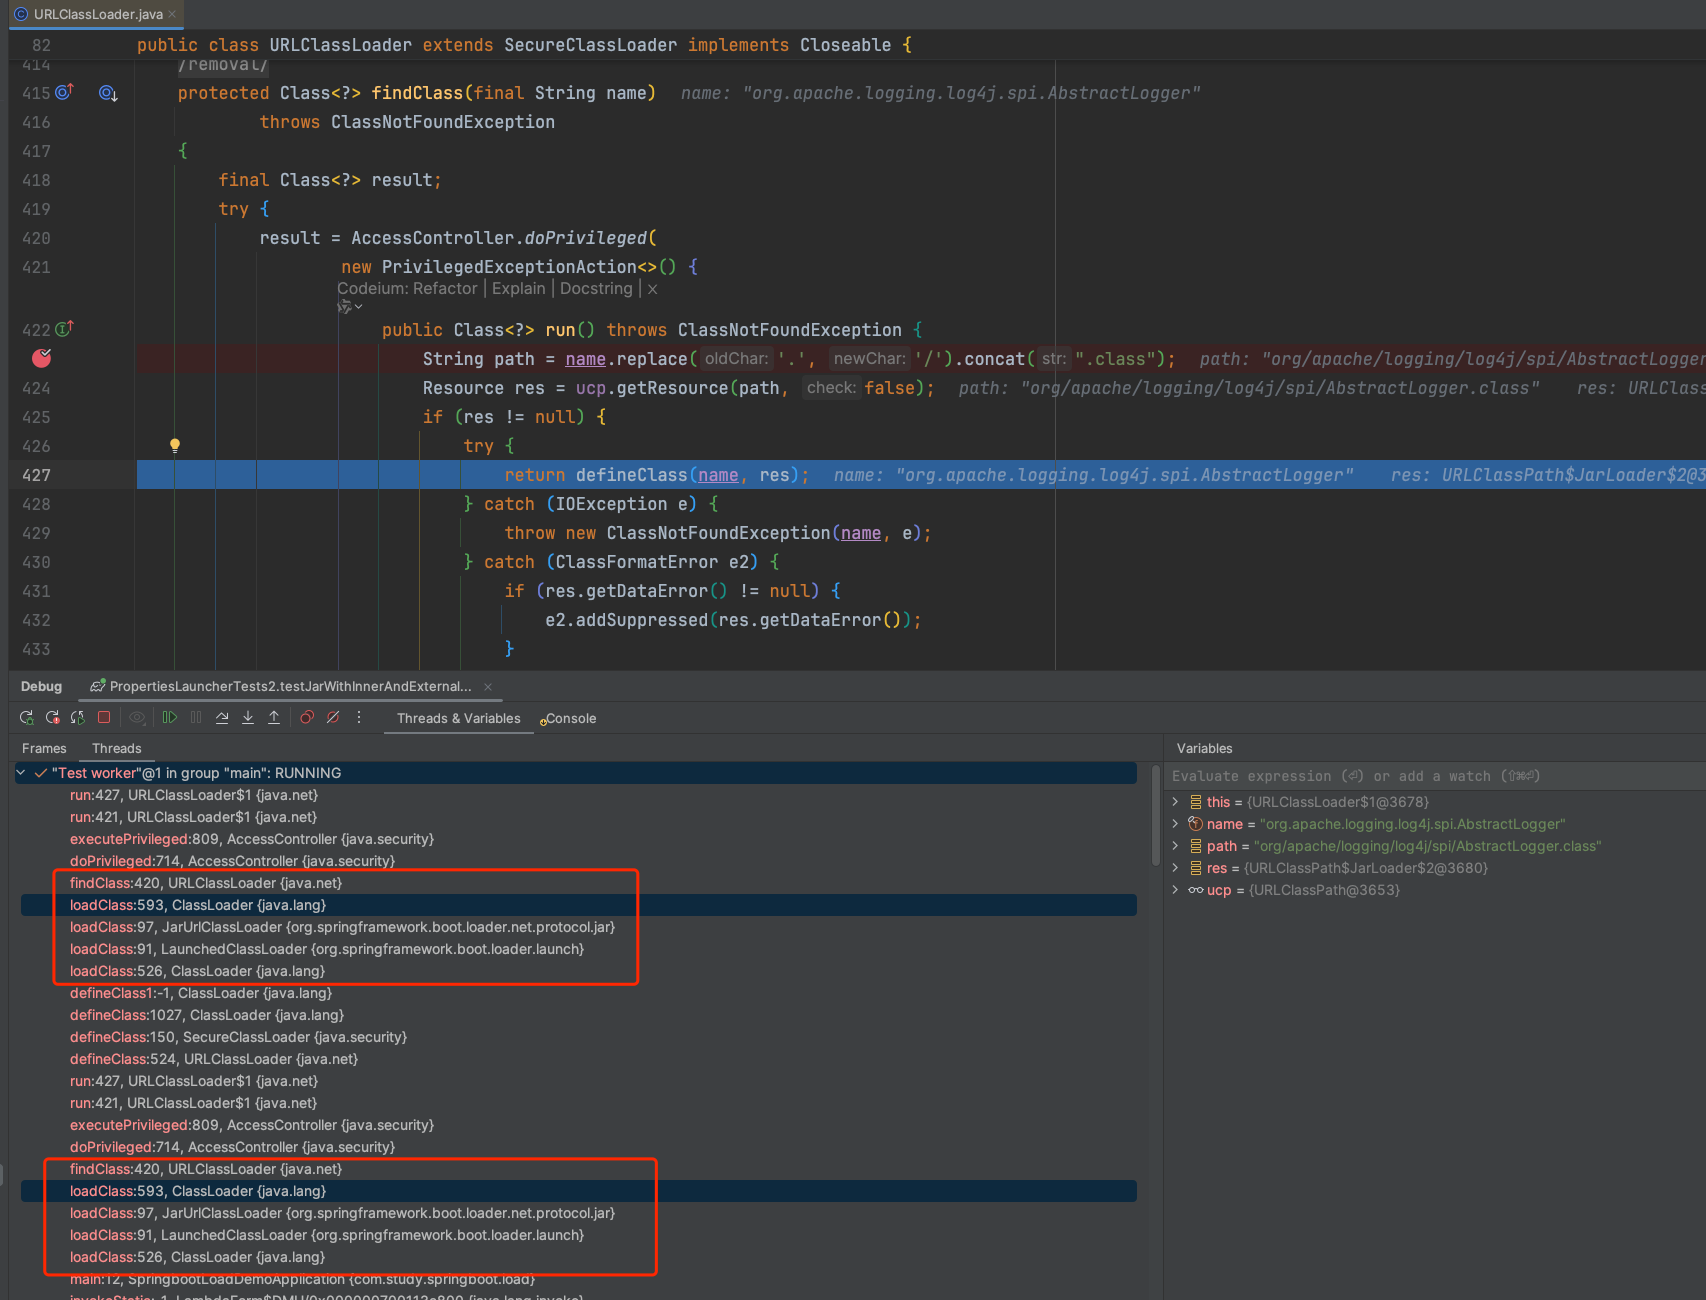 URLClassLoader.java
82 public class URLClassLoader extends SecureClassLoader implements Closeable {
414 /removal/
415 protected Class<?> findClass(final String name) name: "org.apache.logging.log4j.spi.AbstractLogger"
416 throws ClassNotFoundException
417 {
418 final Class<?> result;
419 try {
420 result = AccessController.doPrivileged(
421 new PrivilegedExceptionAction<>() {
Codeium: Refactor | Explain | Docstring | ×
422 public Class<?> run() throws ClassNotFoundException {
String path = name.replace( oldChar: '.', newChar: '/').concat( str: ".class"); path: "org/apache/logging/log4j/spi/AbstractLogger
424 Resource res = ucp.getResource(path, check: false); path: "org/apache/logging/log4j/spi/AbstractLogger.class" res: URLClass
425 if (res != null) {
426 try {
427 return defineClass(name, res); name: "org.apache.logging.log4j.spi.AbstractLogger" res: URLClassPath$JarLoader$2@3
428 } catch (IOException e) {
429 throw new ClassNotFoundException(name, e);
430 } catch (ClassFormatError e2) {
431 if (res.getDataError() != null) {
432 e2.addSuppressed(res.getDataError());
433 }
Debug PropertiesLauncherTests2.testJarWithInnerAndExternal...
Threads & Variables Console
Frames Threads
"Test worker"@1 in group "main": RUNNING
run:427, URLClassLoader$1 {java.net}
run:421, URLClassLoader$1 {java.net}
executePrivileged:809, AccessController {java.security}
doPrivileged:714, AccessController {java.security}
findClass:420, URLClassLoader {java.net}
loadClass:593, ClassLoader {java.lang}
loadClass:97, JarUrlClassLoader {org.springframework.boot.loader.net.protocol.jar}
loadClass:91, LaunchedClassLoader {org.springframework.boot.loader.launch}
loadClass:526, ClassLoader {java.lang}
defineClass1:-1, ClassLoader {java.lang}
defineClass:1027, ClassLoader {java.lang}
defineClass:150, SecureClassLoader {java.security}
defineClass:524, URLClassLoader {java.net}
run:427, URLClassLoader$1 {java.net}
run:421, URLClassLoader$1 {java.net}
executePrivileged:809, AccessController {java.security}
doPrivileged:714, AccessController {java.security}
findClass:420, URLClassLoader {java.net}
loadClass:593, ClassLoader {java.lang}
loadClass:97, JarUrlClassLoader {org.springframework.boot.loader.net.protocol.jar}
loadClass:91, LaunchedClassLoader {org.springframework.boot.loader.launch}
loadClass:526, ClassLoader {java.lang}
main:12, SpringbootLoadDemoApplication {com.study.springboot.load}
Variables
Evaluate expression (⏎) or add a watch (⇧⌘⏎)
this = {URLClassLoader$1@3678}
name = "org.apache.logging.log4j.spi.AbstractLogger"
path = "org/apache/logging/log4j/spi/AbstractLogger.class"
res = {URLClassPath$JarLoader$2@3680}
ucp = {URLClassPath@3653}